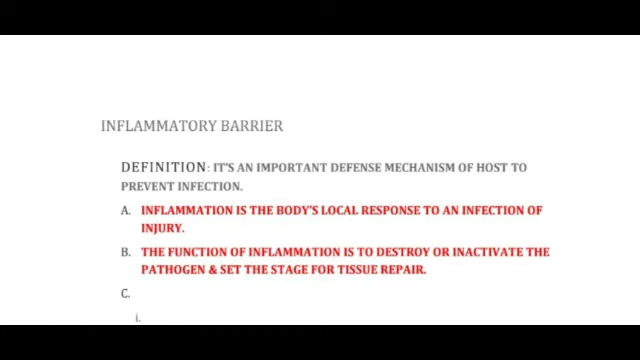 INFLAMMATORY BARRIER
DEFINITION: IT'S AN IMPORTANT DEFENSE MECHANISM OF HOST TO
PREVENT INFECTION.
A. INFLAMMATION IS THE BODY'S LOCAL RESPONSE TO AN INFECTION OF
INJURY.
B. THE FUNCTION OF INFLAMMATION IS TO DESTROY OR INACTIVATE THE
PATHOGEN & SET THE STAGE FOR TISSUE REPAIR.
C.
i.